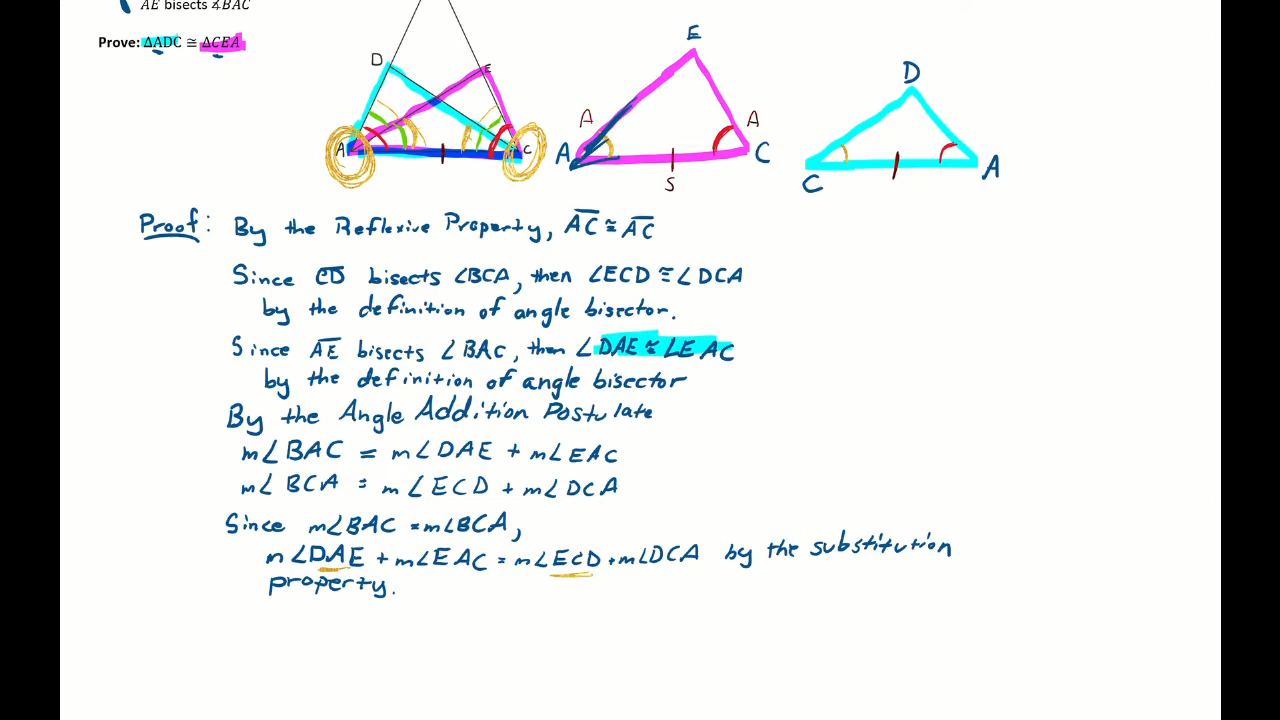 AE bisects ∡BAC
Prove: ΔADC ≅ ΔCEA
D
E
A
C
E
A
A
A
C
S
D
C
A
Proof: By the Reflexive Property, AC ≅ AC
Since CD bisects ∠BCA, then ∠ECD ≅ ∠DCA
by the definition of angle bisector.
Since AE bisects ∠BAC, then ∠DAE ≅ ∠EAC
by the definition of angle bisector
By the Angle Addition Postulate
m∠BAC = m∠DAE + m∠EAC
m∠BCA = m∠ECD + m∠DCA
Since m∠BAC = m∠BCA,
m∠DAE + m∠EAC = m∠ECD + m∠DCA by the substitution
property.